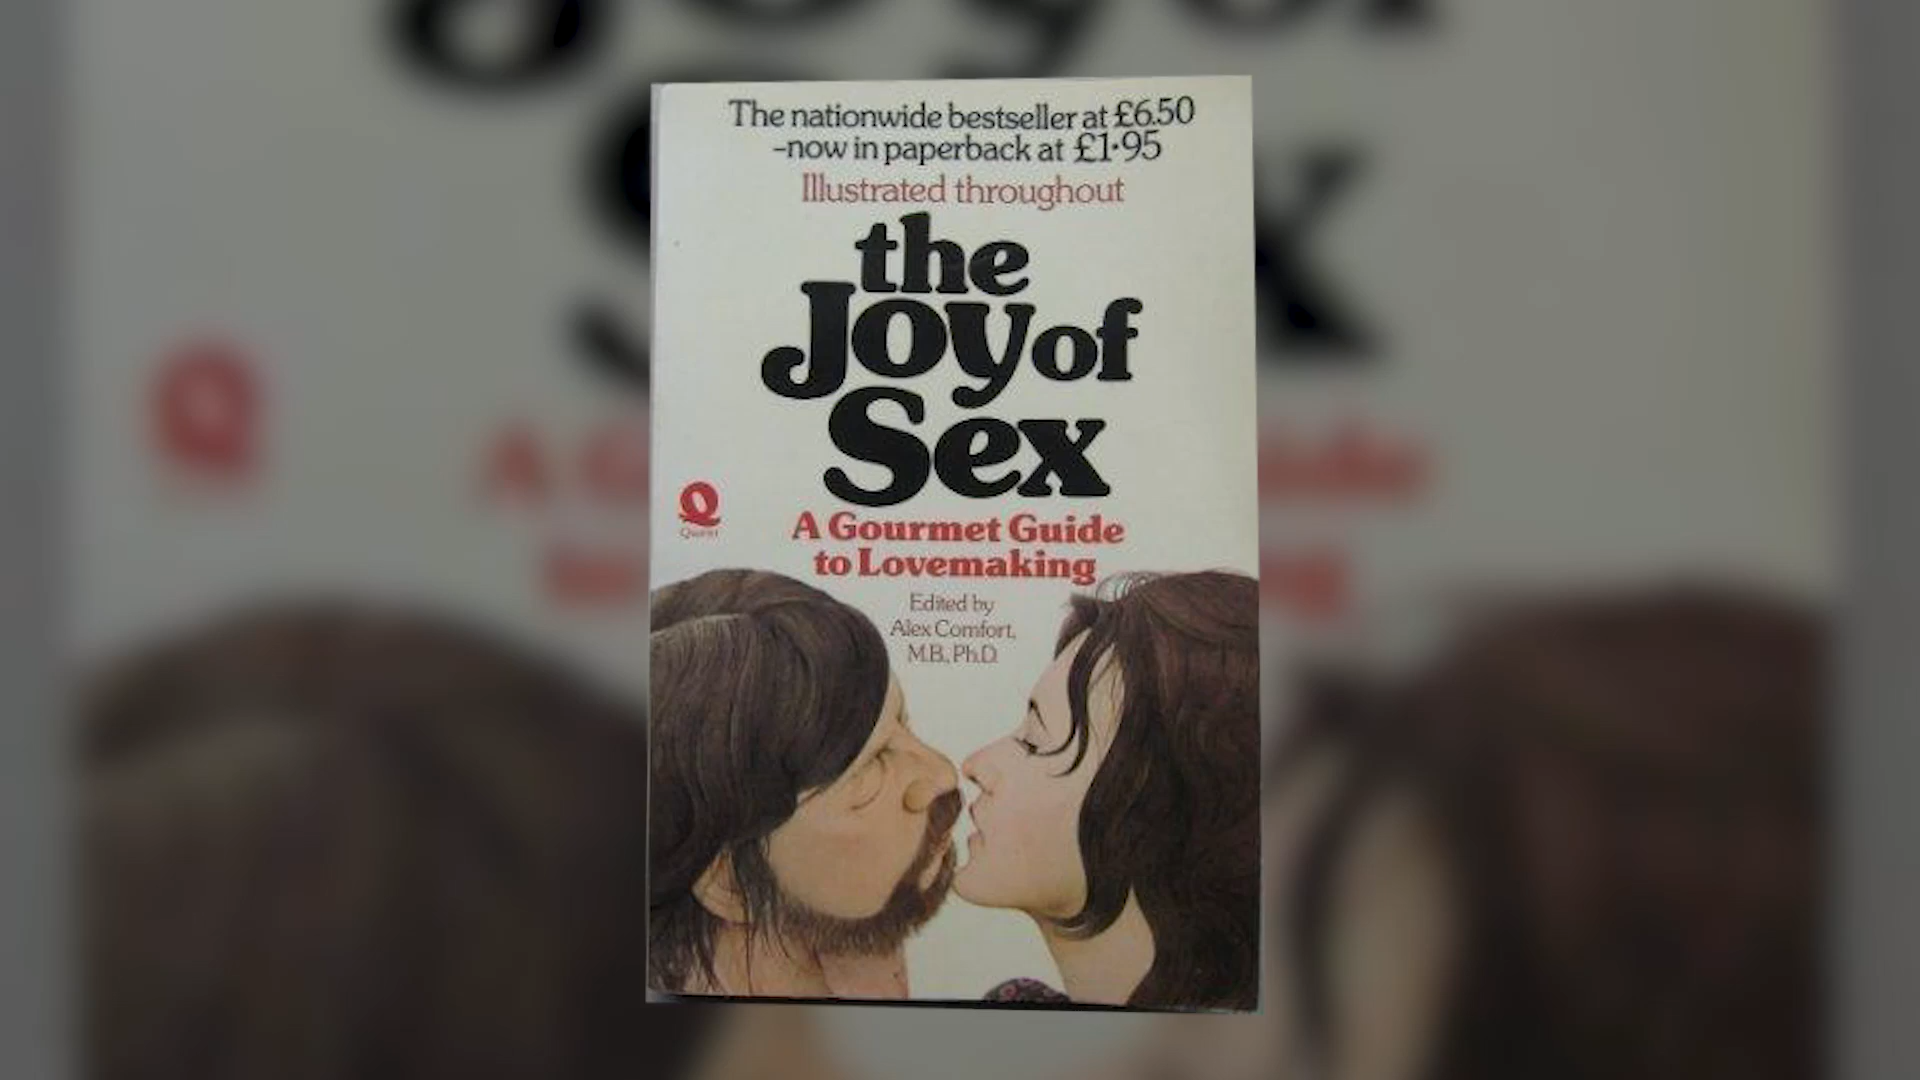 The nationwide bestseller at £6.50
-now in paperback at £1·95
Illustrated throughout
the
Joy of
Sex
Q
Quartet
A Gourmet Guide
to Lovemaking
Edited by
Alex Comfort,
M.B., Ph.D.